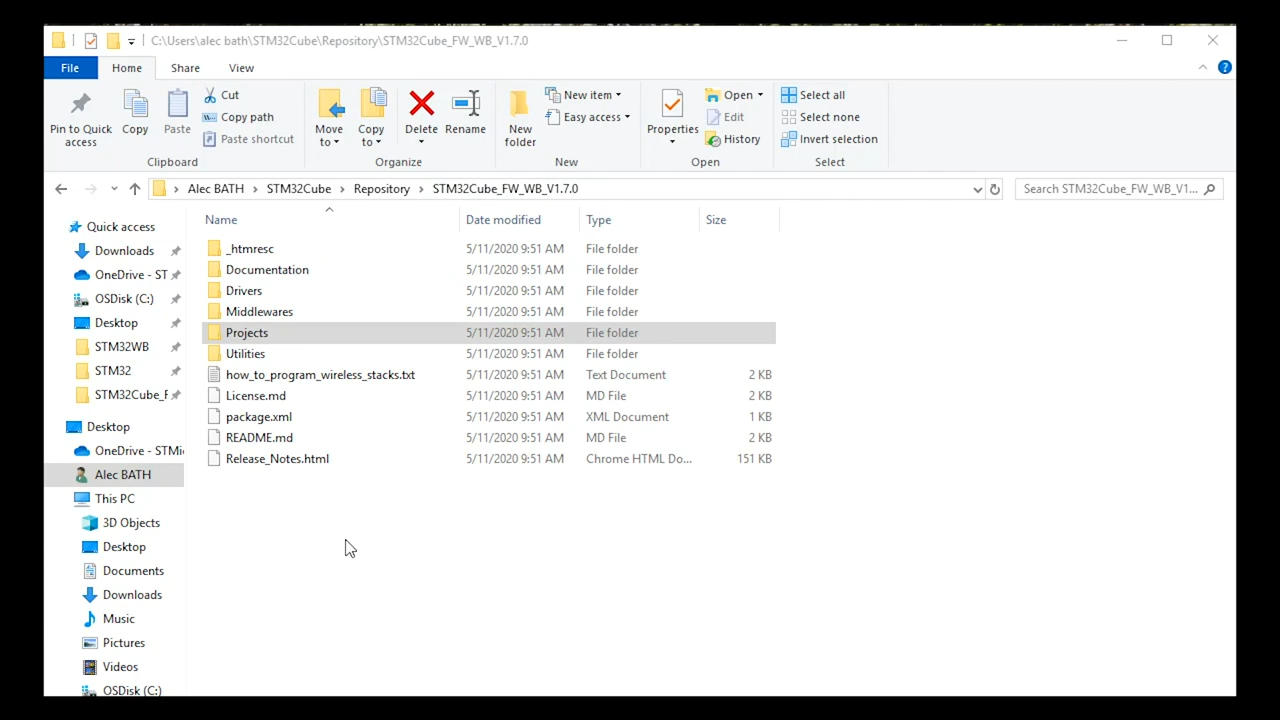 C:\Users\alec bath\STM32Cube\Repository\STM32Cube_FW_WB_V1.7.0
File Home Share View
Pin to Quick access
Copy
Paste
Cut
Copy path
Paste shortcut
Clipboard
Move to
Copy to
Delete
Rename
Organize
New folder
New item
Easy access
New
Properties
Open
Edit
History
Open
Select all
Select none
Invert selection
Select
Alec BATH > STM32Cube > Repository > STM32Cube_FW_WB_V1.7.0
Search STM32Cube_FW_WB_V1...
Quick access
Downloads
OneDrive - ST
OSDisk (C:)
Desktop
STM32WB
STM32
STM32Cube_F
Desktop
OneDrive - STMi
Alec BATH
This PC
3D Objects
Desktop
Documents
Downloads
Music
Pictures
Videos
OSDisk (C:)
Name Date modified Type Size
_htmresc 5/11/2020 9:51 AM File folder
Documentation 5/11/2020 9:51 AM File folder
Drivers 5/11/2020 9:51 AM File folder
Middlewares 5/11/2020 9:51 AM File folder
Projects 5/11/2020 9:51 AM File folder
Utilities 5/11/2020 9:51 AM File folder
how_to_program_wireless_stacks.txt 5/11/2020 9:51 AM Text Document 2 KB
License.md 5/11/2020 9:51 AM MD File 2 KB
package.xml 5/11/2020 9:51 AM XML Document 1 KB
README.md 5/11/2020 9:51 AM MD File 2 KB
Release_Notes.html 5/11/2020 9:51 AM Chrome HTML Do... 151 KB